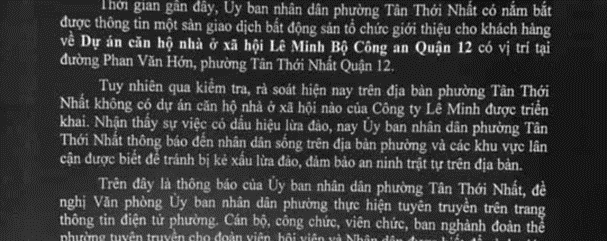 Thời gian gần đây, Ủy ban nhân dân phường Tân Thới Nhất có nắm bắt
được thông tin một sàn giao dịch bất động sản tổ chức giới thiệu cho khách hàng
về Dự án căn hộ nhà ở xã hội Lê Minh Bộ Công an Quận 12 có vị trí tại
đường Phan Văn Hớn, phường Tân Thới Nhất Quận 12.
Tuy nhiên qua kiểm tra, rà soát hiện nay trên địa bàn phường Tân Thới
Nhất không có dự án căn hộ nhà ở xã hội nào của Công ty Lê Minh được triển
khai. Nhận thấy sự việc có dấu hiệu lừa đảo, nay Ủy ban nhân dân phường Tân
Thới Nhất thông báo đến nhân dân sống trên địa bàn phường và các khu vực lân
cận được biết để tránh bị kẻ xấu lừa đảo, đảm bảo an ninh trật tự trên địa bàn.
Trên đây là thông báo của Ủy ban nhân dân phường Tân Thới Nhất, đề
nghị Văn phòng Ủy ban nhân dân phường thực hiện tuyên truyền trên trang
thông tin điện tử phường. Cán bộ, công chức, viên chức, ban nghành đoàn thể
phường tuyên truyền cho đoàn viên, hội viên và Nhân dân